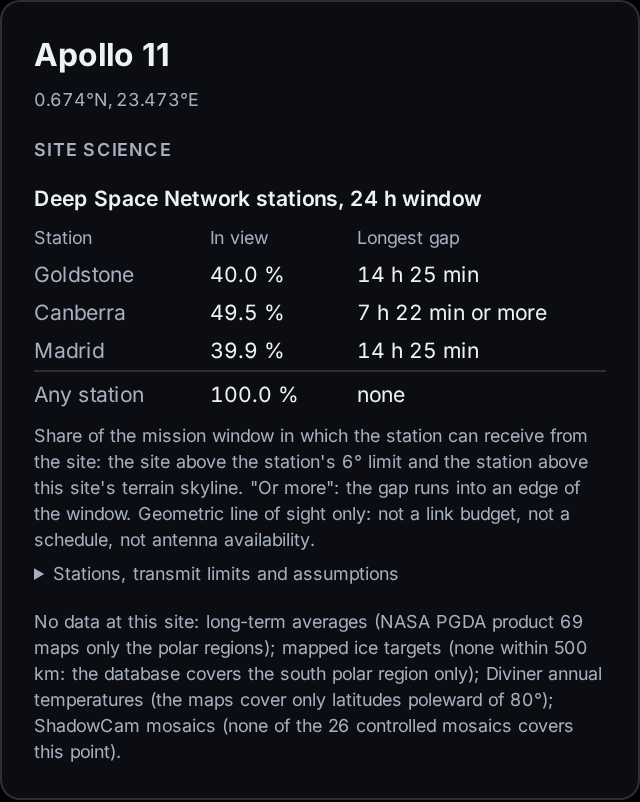 Apollo 11
0.674°N, 23.473°E
SITE SCIENCE
Deep Space Network stations, 24 h window
Station In view Longest gap
Goldstone 40.0 % 14 h 25 min
Canberra 49.5 % 7 h 22 min or more
Madrid 39.9 % 14 h 25 min
Any station 100.0 % none
Share of the mission window in which the station can receive from
the site: the site above the station's 6° limit and the station above
this site's terrain skyline. "Or more": the gap runs into an edge of
the window. Geometric line of sight only: not a link budget, not a
schedule, not antenna availability.
▶ Stations, transmit limits and assumptions
No data at this site: long-term averages (NASA PGDA product 69
maps only the polar regions); mapped ice targets (none within 500
km: the database covers the south polar region only); Diviner annual
temperatures (the maps cover only latitudes poleward of 80°);
ShadowCam mosaics (none of the 26 controlled mosaics covers
this point).